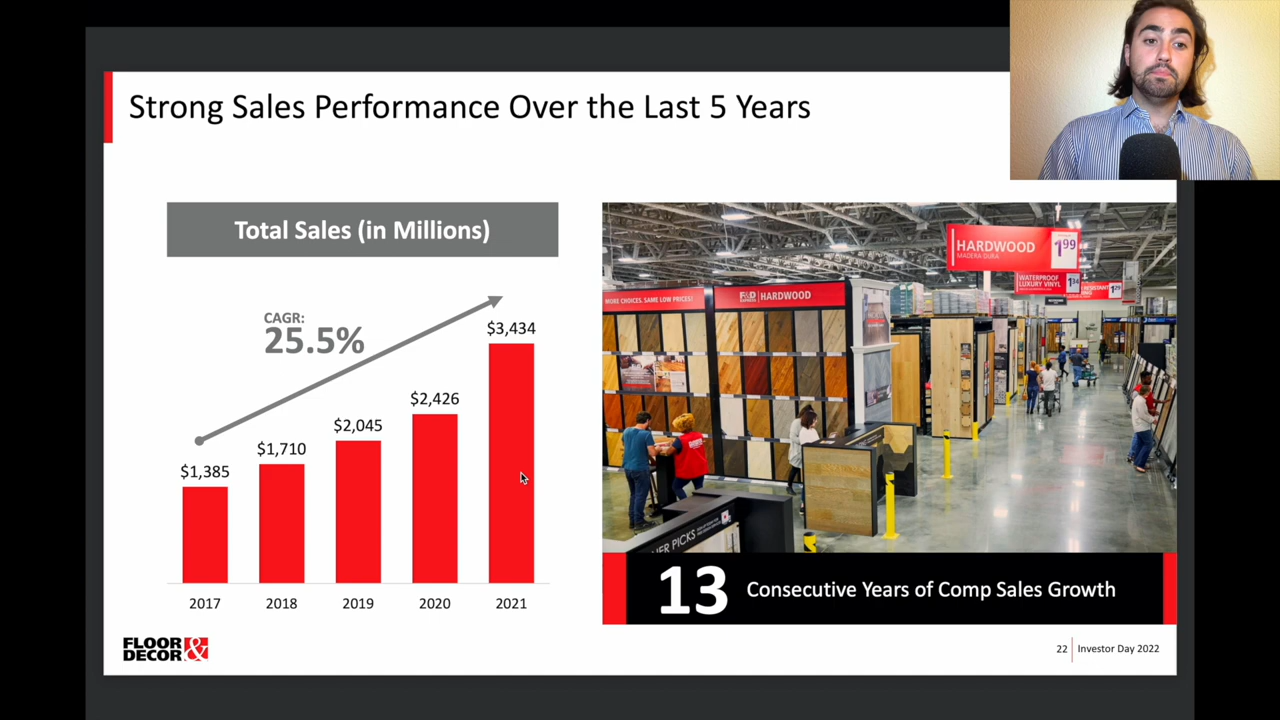 Strong Sales Performance Over the Last 5 Years
Total Sales (in Millions)
CAGR:
25.5%
$1,385
$1,710
$2,045
$2,426
$3,434
2017
2018
2019
2020
2021
HARDWOOD
MADERA DURA
1.99
WATERPROOF
LUXURY VINYL
MORE CHOICES. SAME LOW PRICES!
HARDWOOD
13
Consecutive Years of Comp Sales Growth
FLOOR &
DECOR
22
Investor Day 2022